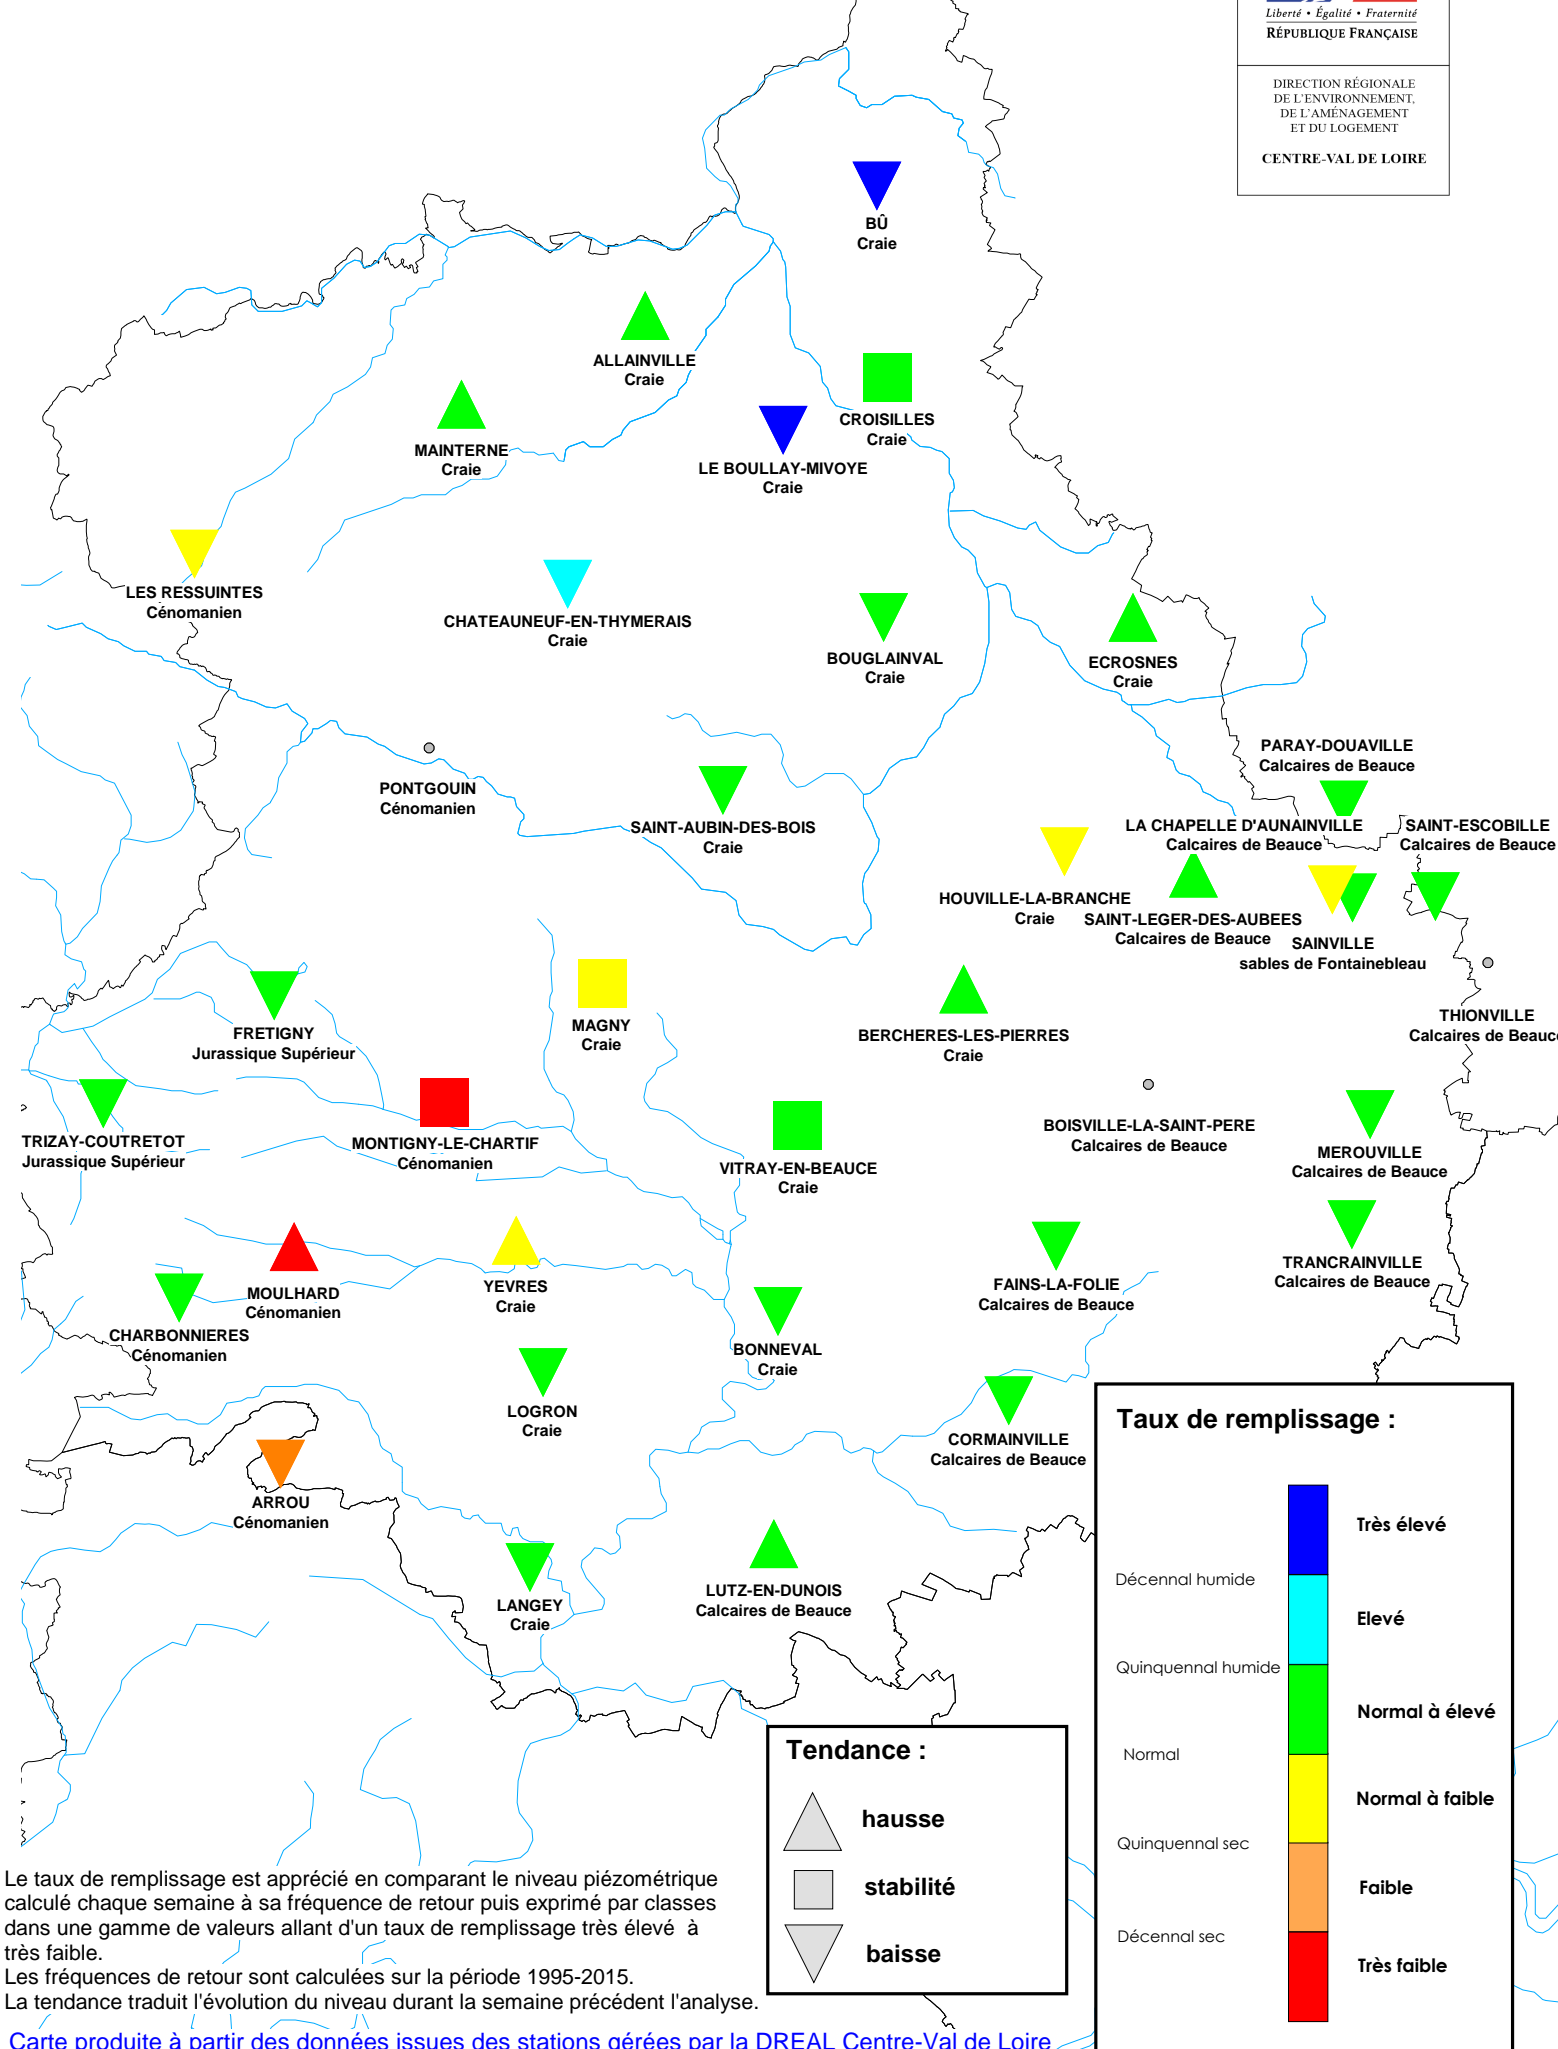 Liberté • Égalité • Fraternité
RÉPUBLIQUE FRANÇAISE
DIRECTION RÉGIONALE
DE L'ENVIRONNEMENT,
DE L'AMÉNAGEMENT
ET DU LOGEMENT
CENTRE-VAL DE LOIRE
BÛ
Craie
ALLAINVILLE
Craie
CROISILLES
Craie
MAINTERNE
Craie
LE BOULLAY-MIVOYE
Craie
LES RESSUINTES
Cénomanien
CHATEAUNEUF-EN-THYMERAIS
Craie
BOUGLAINVAL
Craie
ECROSNES
Craie
PARAY-DOUAVILLE
Calcaires de Beauce
PONTGOUIN
Cénomanien
SAINT-AUBIN-DES-BOIS
Craie
LA CHAPELLE D'AUNAINVILLE
Calcaires de Beauce
SAINT-ESCOBILLE
Calcaires de Beauce
HOUVILLE-LA-BRANCHE
Craie
SAINT-LEGER-DES-AUBEES
Calcaires de Beauce
SAINVILLE
sables de Fontainebleau
FRETIGNY
Jurassique Supérieur
MAGNY
Craie
BERCHERES-LES-PIERRES
Craie
THIONVILLE
Calcaires de Beauce
TRIZAY-COUTRETOT
Jurassique Supérieur
MONTIGNY-LE-CHARTIF
Cénomanien
VITRAY-EN-BEAUCE
Craie
BOISVILLE-LA-SAINT-PERE
Calcaires de Beauce
MEROUVILLE
Calcaires de Beauce
MOULHARD
Cénomanien
YEVRES
Craie
FAINS-LA-FOLIE
Calcaires de Beauce
TRANCRAINVILLE
Calcaires de Beauce
CHARBONNIERES
Cénomanien
BONNEVAL
Craie
LOGRON
Craie
CORMAINVILLE
Calcaires de Beauce
ARROU
Cénomanien
LANGEY
Craie
LUTZ-EN-DUNOIS
Calcaires de Beauce
Taux de remplissage :
Très élevé
Décennal humide
Elevé
Quinquennal humide
Normal à élevé
Normal
Normal à faible
Quinquennal sec
Faible
Décennal sec
Très faible
Tendance :
hausse
stabilité
baisse
Le taux de remplissage est apprécié en comparant le niveau piézométrique
calculé chaque semaine à sa fréquence de retour puis exprimé par classes
dans une gamme de valeurs allant d'un taux de remplissage très élevé à
très faible.
Les fréquences de retour sont calculées sur la période 1995-2015.
La tendance traduit l'évolution du niveau durant la semaine précédent l'analyse.
Carte produite à partir des données issues des stations gérées par la DREAL Centre-Val de Loire